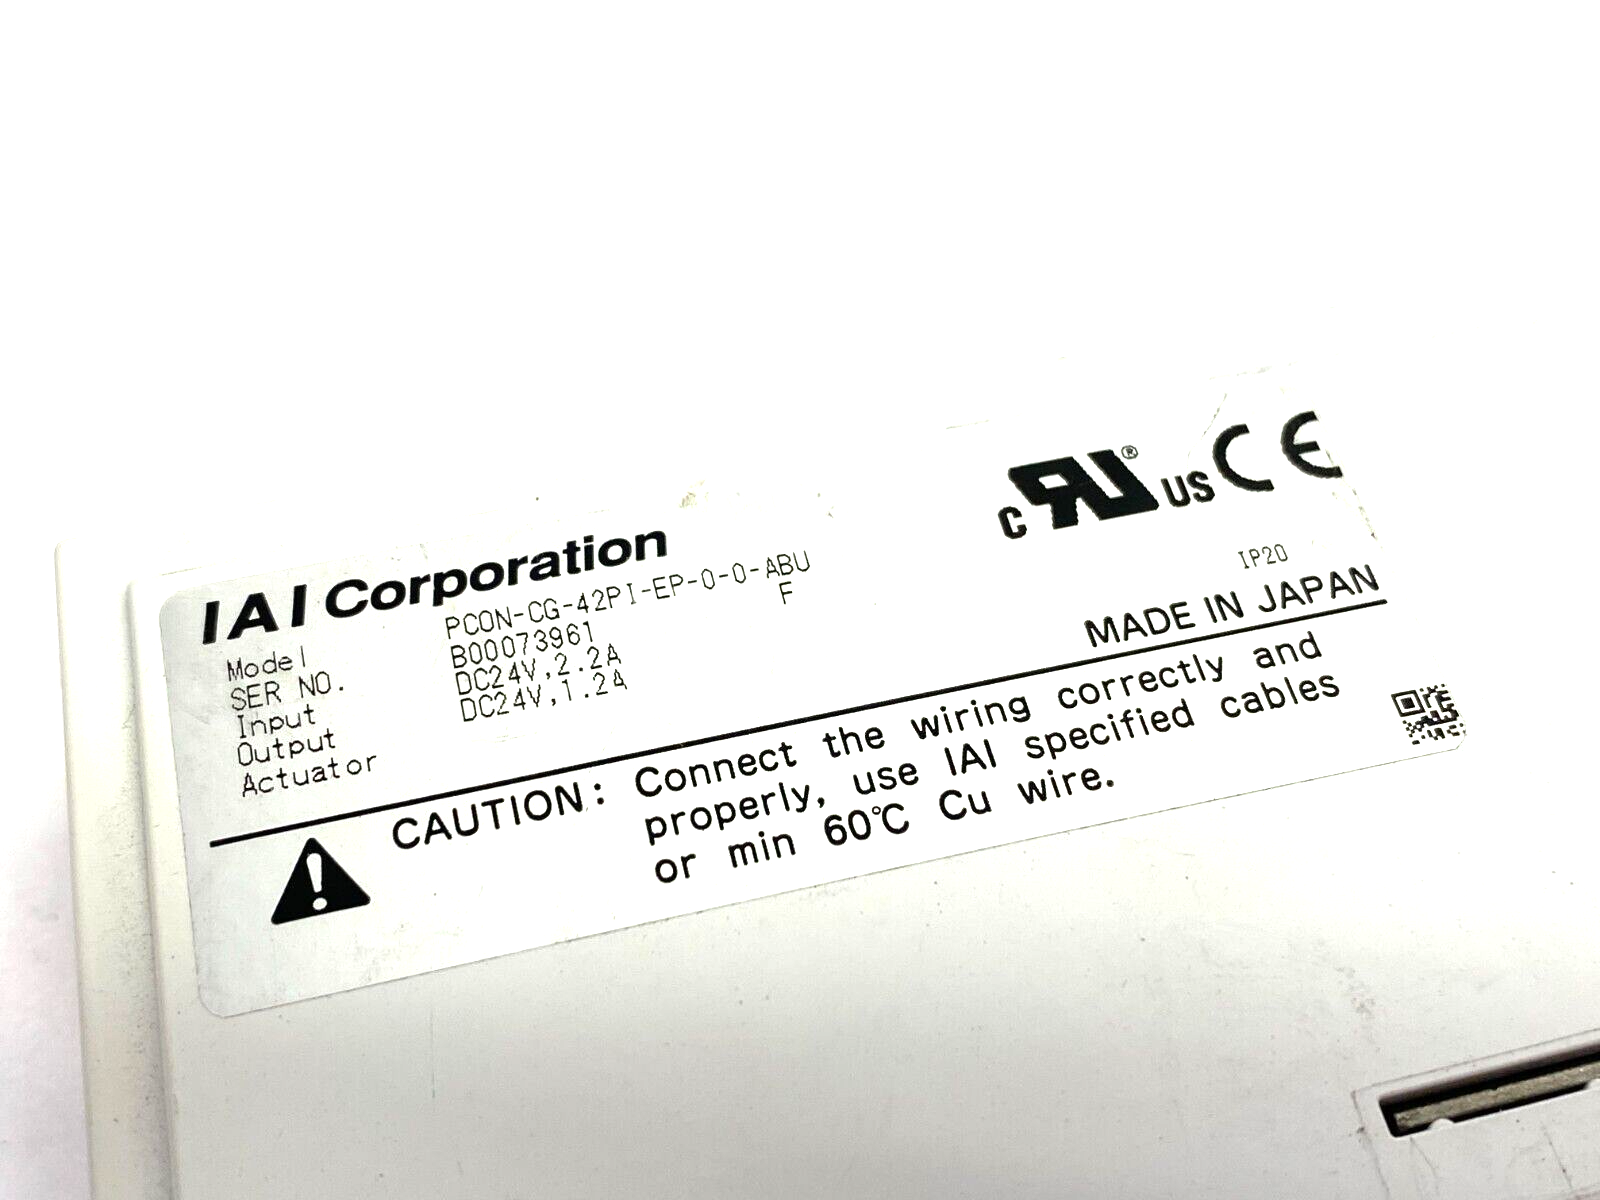 IAI Corporation
c RU® US CE
Model PCON-CG-42PI-EP-0-0-ABU
SER NO. B00073961 F
Input DC24V,2.2A
Output DC24V,1.2A
Actuator
IP20
MADE IN JAPAN
CAUTION: Connect the wiring correctly and
properly, use IAI specified cables
or min 60℃ Cu wire.